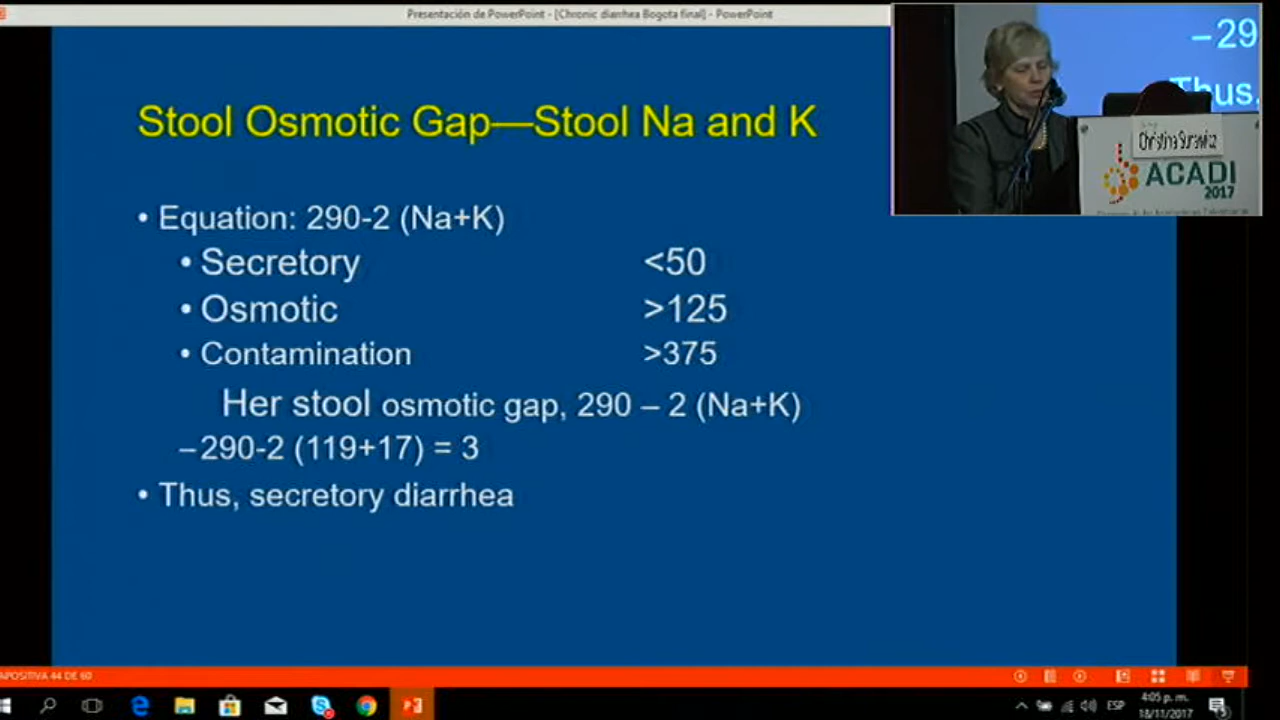 Presentación de PowerPoint - [Chronic diarrhea Bogota final] - PowerPoint
Stool Osmotic Gap—Stool Na and K
• Equation: 290-2 (Na+K)
• Secretory <50
• Osmotic >125
• Contamination >375
Her stool osmotic gap, 290 – 2 (Na+K)
–290-2 (119+17) = 3
• Thus, secretory diarrhea
–29
Thus.
Christina Surawicz
ACADI
2017
APOSITIVA 44 DE 60
ESP
4:05 p. m.
18/11/2017